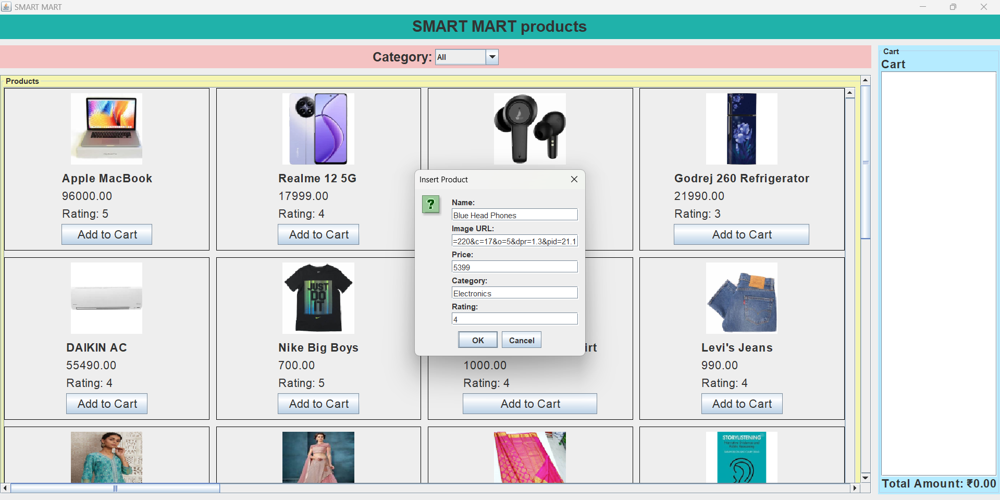 SMART MART
SMART MART products
Category: All
Cart
Cart
Products
Apple MacBook
96000.00
Rating: 5
Add to Cart
Realme 12 5G
17999.00
Rating: 4
Add to Cart
Godrej 260 Refrigerator
21990.00
Rating: 3
Add to Cart
Insert Product
?
Name:
Blue Head Phones
Image URL:
=220&c=17&o=5&dpr=1.3&pid=21.1
Price:
5399
Category:
Electronics
Rating:
4
OK Cancel
DAIKIN AC
55490.00
Rating: 4
Add to Cart
JUST
DO
IT
Nike Big Boys
700.00
Rating: 5
Add to Cart
irt
1000.00
Rating: 4
Add to Cart
Levi's Jeans
990.00
Rating: 4
Add to Cart
STORYLISTENING
Narrative Evidence and
Public Reasoning
Total Amount: ₹0.00